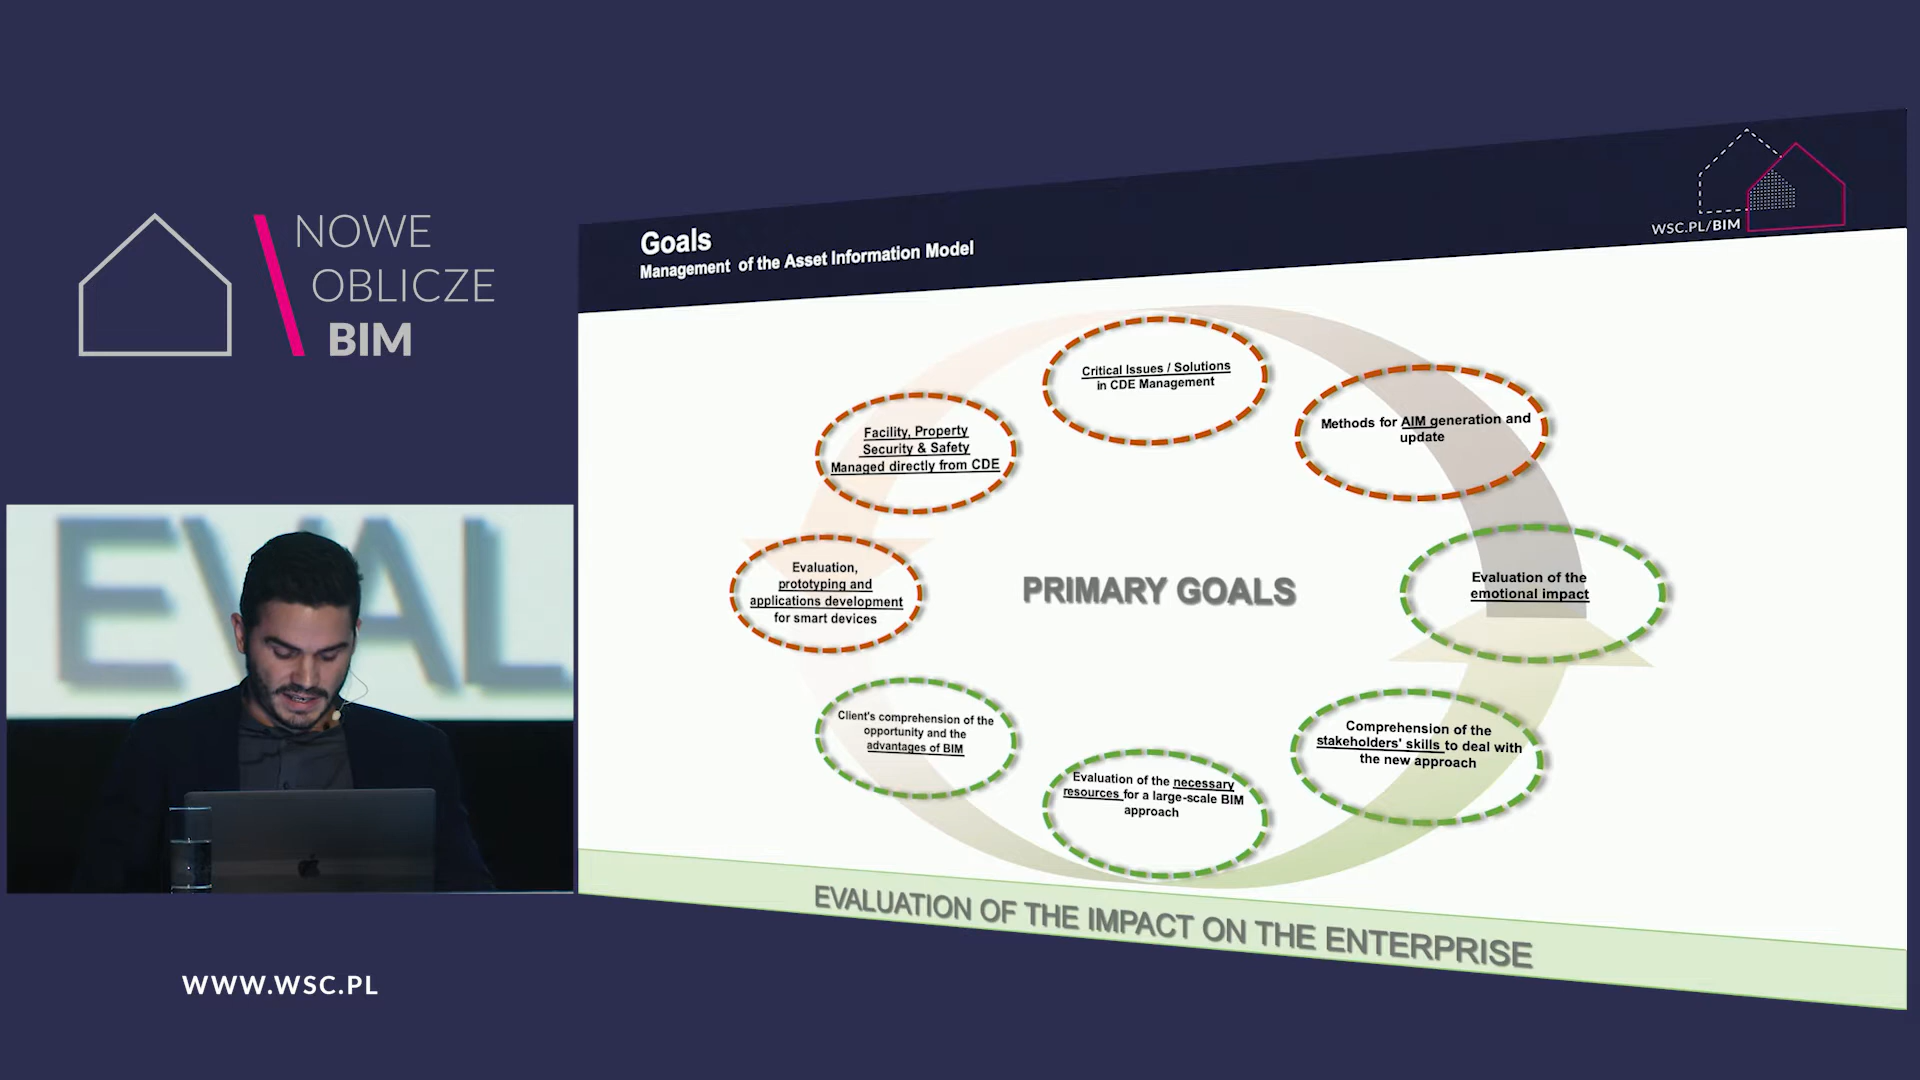 NOWE
OBLICZE
BIM
WWW.WSC.PL
EVAL
Goals
Management of the Asset Information Model
WSC.PL/BIM
Critical Issues / Solutions
in CDE Management
Methods for AIM generation and
update
Facility, Property
Security & Safety
Managed directly from CDE
Evaluation,
prototyping and
applications development
for smart devices
PRIMARY GOALS
Evaluation of the
emotional impact
Client's comprehension of the
opportunity and the
advantages of BIM
Evaluation of the necessary
resources for a large-scale BIM
approach
Comprehension of the
stakeholders' skills to deal with
the new approach
EVALUATION OF THE IMPACT ON THE ENTERPRISE